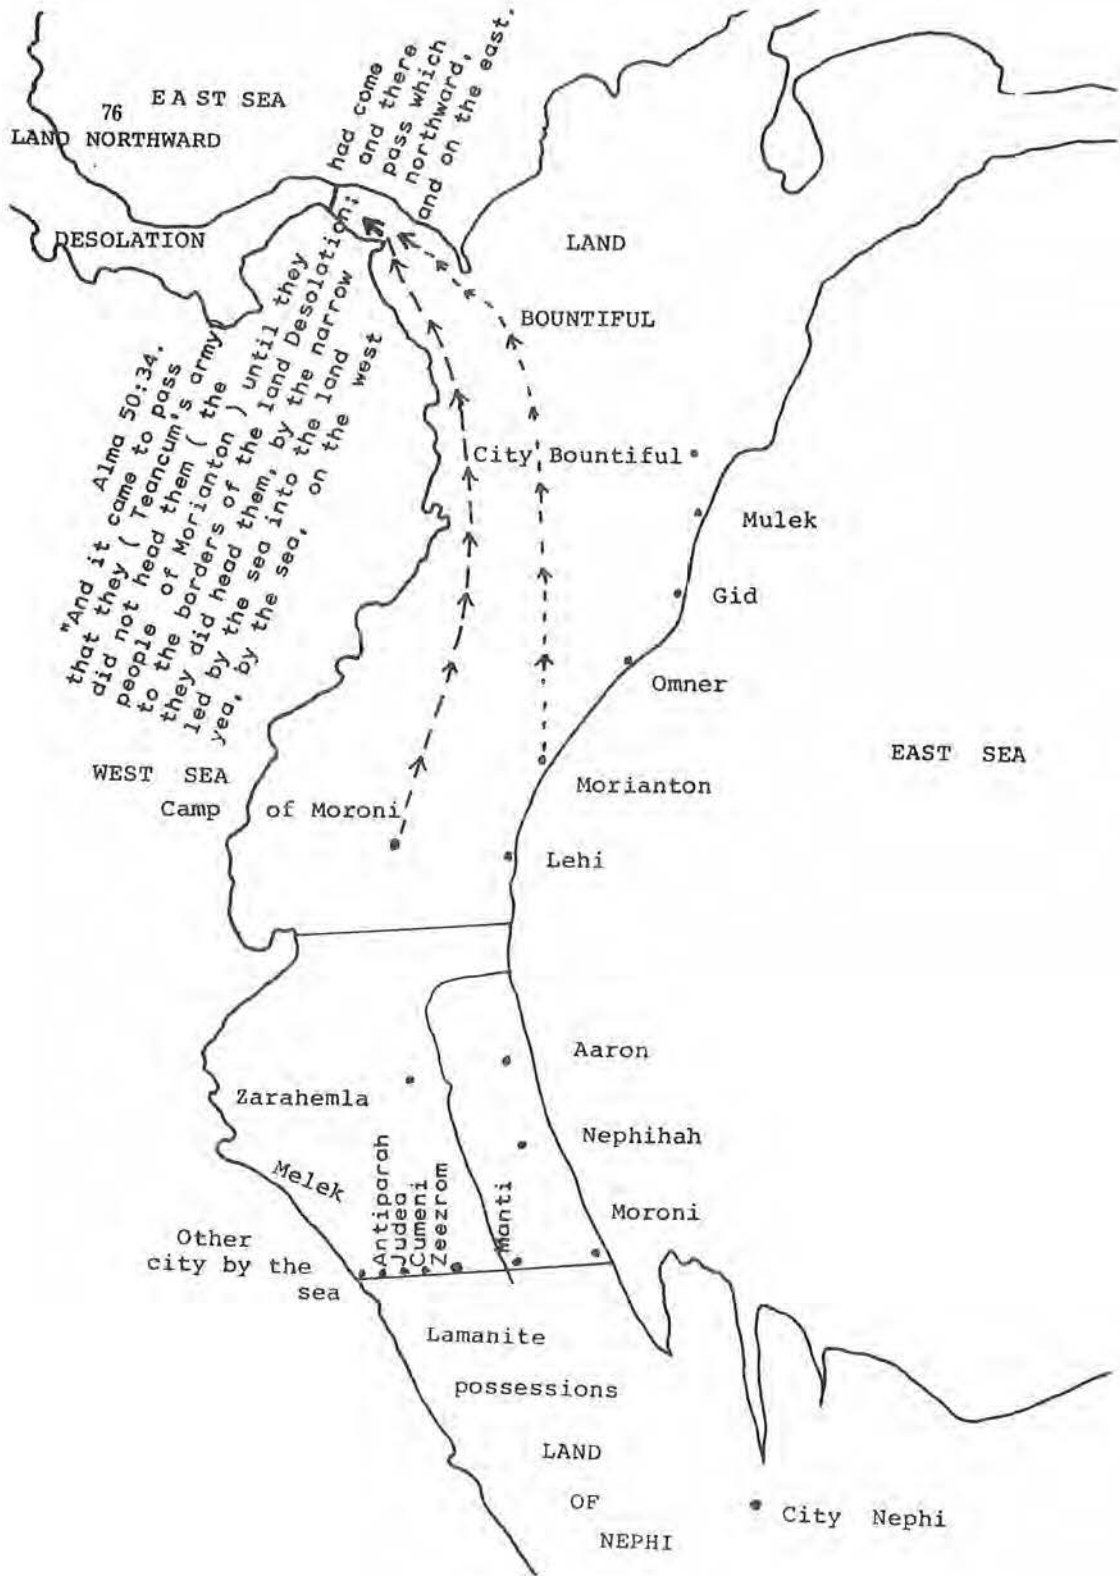 76
EAST SEA
LAND NORTHWARD
DESOLATION
LAND
BOUNTIFUL
Alma 50:34.
"And it came to pass
that they ( Teancum's army)
did not head them ( the
people of Morianton ) until they had come
to the borders of the land Desolation; and there
they did head them, by the narrow pass which
led by the sea into the land northward,
yea, by the sea, on the west and on the east.
City Bountiful
Mulek
Gid
Omner
EAST SEA
WEST SEA
Morianton
Camp of Moroni
Lehi
Aaron
Zarahemla
Nephihah
Melek
Antiparah
Judea
Cumeni
Zeezrom
Manti
Moroni
Other
city by the
sea
Lamanite
possessions
LAND
OF
NEPHI
City Nephi